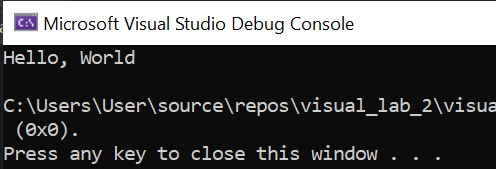 Microsoft Visual Studio Debug Console
Hello, World
C:\Users\User\source\repos\visual_lab_2\visua
(0x0).
Press any key to close this window . . .